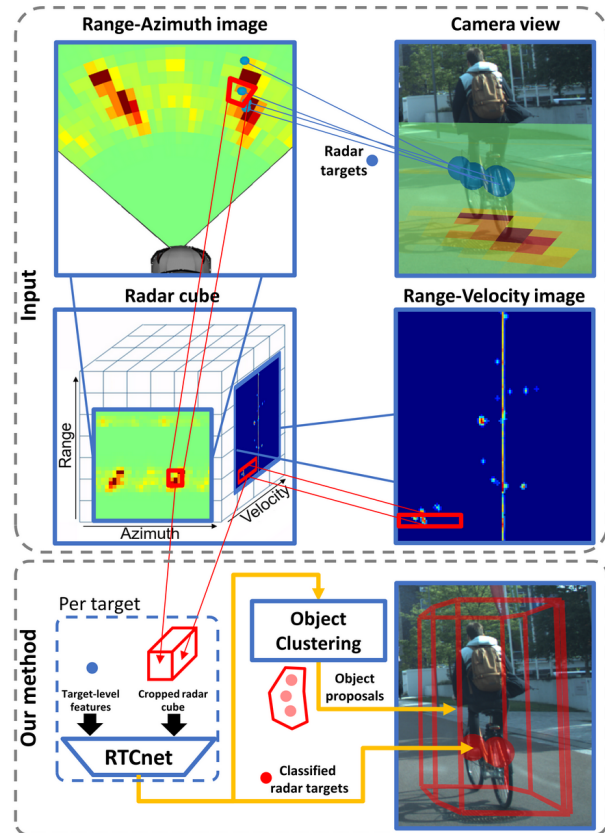 Range-Azimuth image
Camera view
Radar
targets
Input
Radar cube
Range-Velocity image
Range
Azimuth
Velocity
Our method
Per target
Target-level
features
Cropped radar
cube
RTCnet
Object
Clustering
Object
proposals
Classified
radar targets